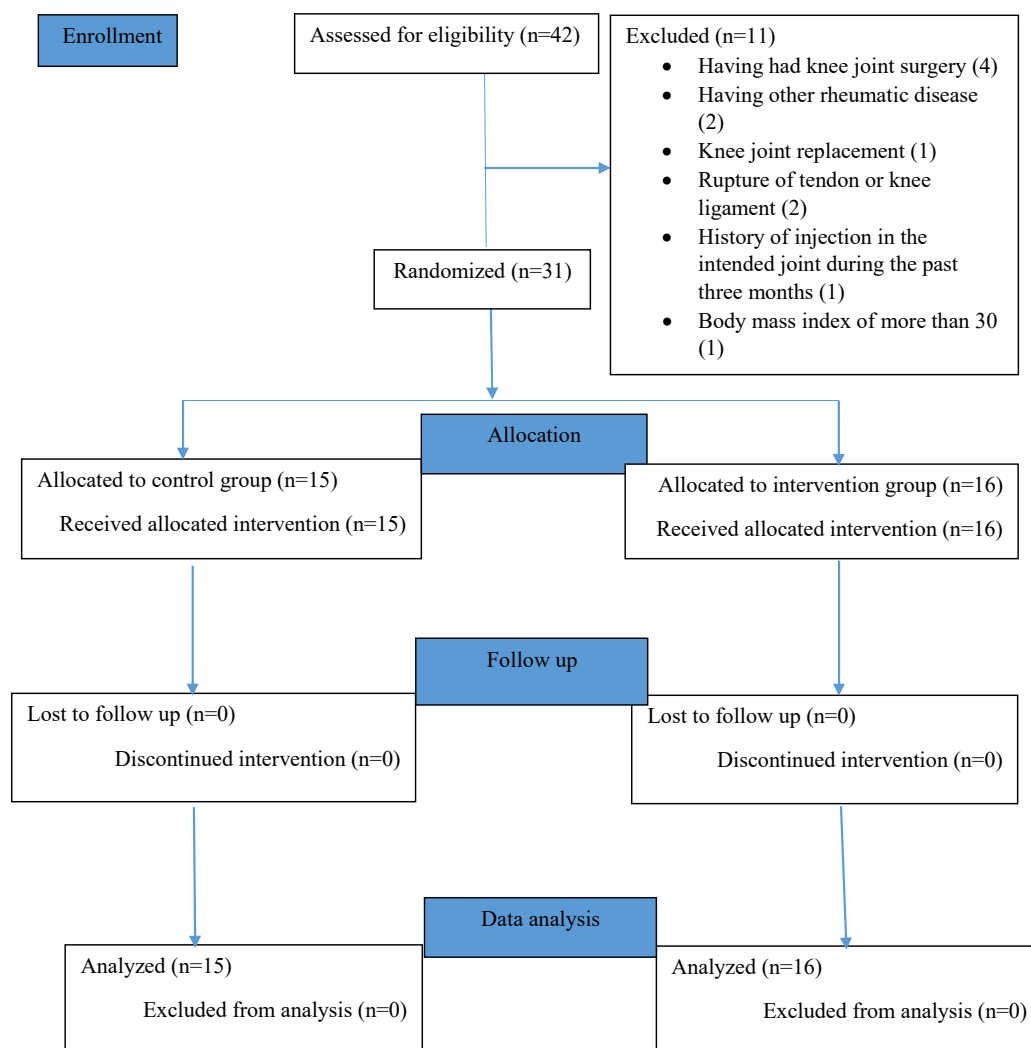 Enrollment
Assessed for eligibility (n=42)
Excluded (n=11)
• Having had knee joint surgery (4)
• Having other rheumatic disease
(2)
• Knee joint replacement (1)
• Rupture of tendon or knee
ligament (2)
• History of injection in the
intended joint during the past
three months (1)
• Body mass index of more than 30
(1)
Randomized (n=31)
Allocation
Allocated to control group (n=15)
Received allocated intervention (n=15)
Allocated to intervention group (n=16)
Received allocated intervention (n=16)
Follow up
Lost to follow up (n=0)
Discontinued intervention (n=0)
Lost to follow up (n=0)
Discontinued intervention (n=0)
Data analysis
Analyzed (n=15)
Excluded from analysis (n=0)
Analyzed (n=16)
Excluded from analysis (n=0)